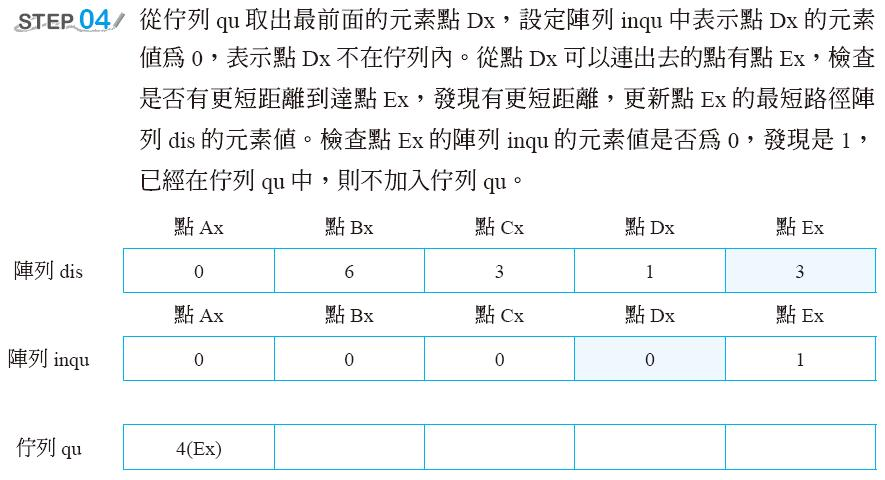 STEP 04 從佇列 qu 取出最前面的元素點 Dx，設定陣列 inqu 中表示點 Dx 的元素
值為 0，表示點 Dx 不在佇列內。從點 Dx 可以連出去的點有點 Ex，檢查
是否有更短距離到達點 Ex，發現有更短距離，更新點 Ex 的最短路徑陣
列 dis 的元素值。檢查點 Ex 的陣列 inqu 的元素值是否為 0，發現是 1，
已經在佇列 qu 中，則不加入佇列 qu。
點 Ax 點 Bx 點 Cx 點 Dx 點 Ex
陣列 dis 0 6 3 1 3
點 Ax 點 Bx 點 Cx 點 Dx 點 Ex
陣列 inqu 0 0 0 0 1
佇列 qu 4(Ex)